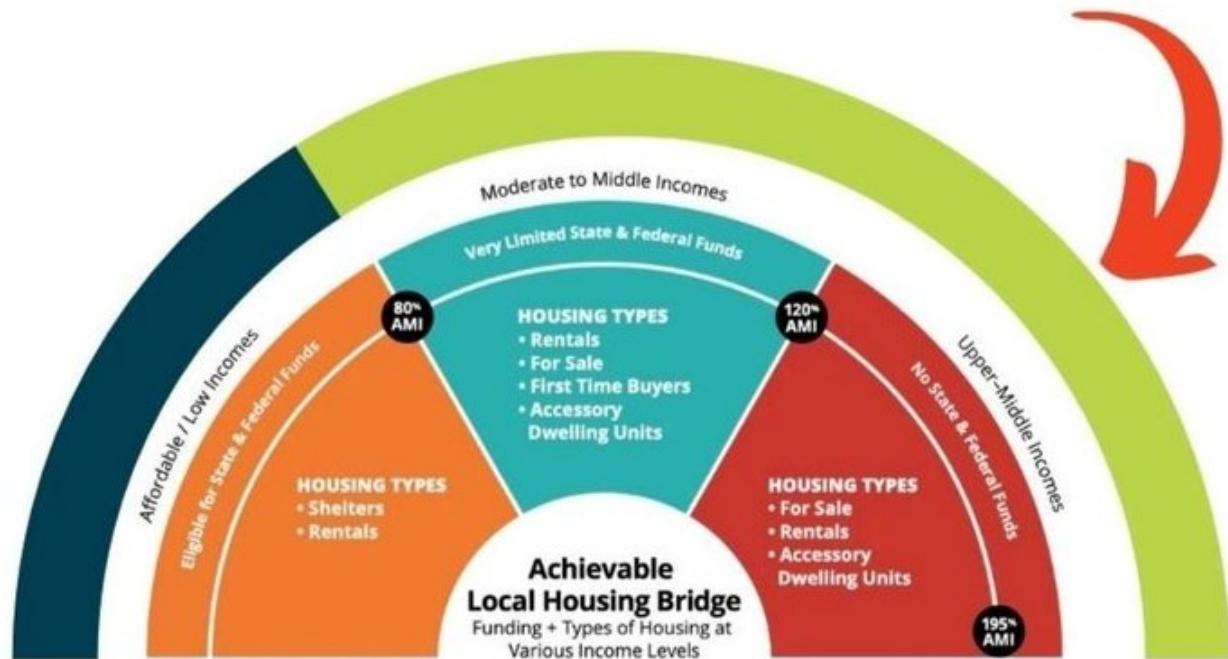 Moderate to Middle Incomes
Very Limited State & Federal Funds
80% AMI
120% AMI
HOUSING TYPES
• Rentals
• For Sale
• First Time Buyers
• Accessory
Dwelling Units
Affordable / Low Incomes
Eligible for State & Federal Funds
HOUSING TYPES
• Shelters
• Rentals
Upper-Middle Incomes
No State & Federal Funds
HOUSING TYPES
• For Sale
• Rentals
• Accessory
Dwelling Units
195% AMI
Achievable
Local Housing Bridge
Funding + Types of Housing at
Various Income Levels